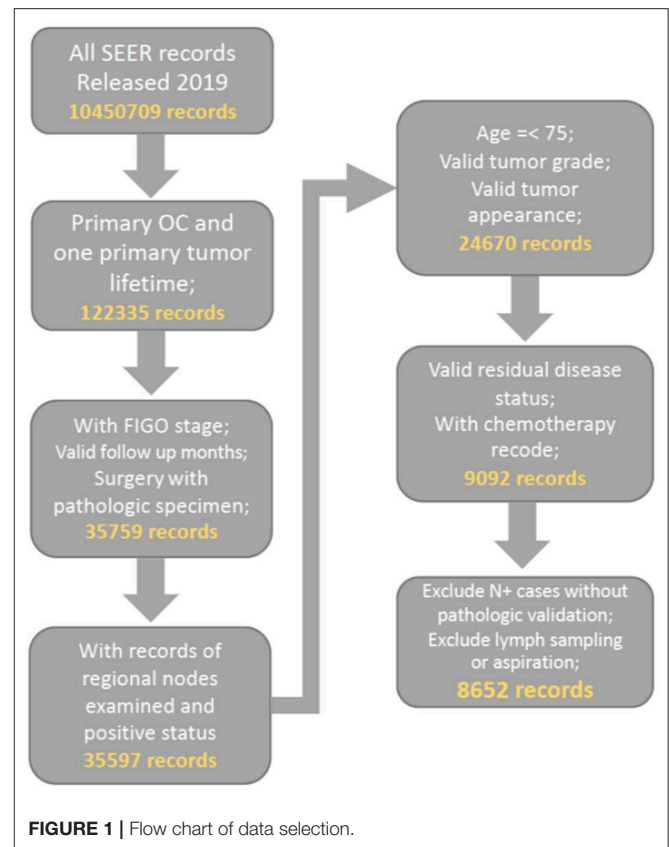 All SEER records
Released 2019
10450709 records
Primary OC and
one primary tumor
lifetime;
122335 records
With FIGO stage;
Valid follow up months;
Surgery with
pathologic specimen;
35759 records
With records of
regional nodes
examined and
positive status
35597 records
Age =< 75;
Valid tumor grade;
Valid tumor
appearance;
24670 records
Valid residual disease
status;
With chemotherapy
recode;
9092 records
Exclude N+ cases without
pathologic validation;
Exclude lymph sampling
or aspiration;
8652 records
FIGURE 1 | Flow chart of data selection.